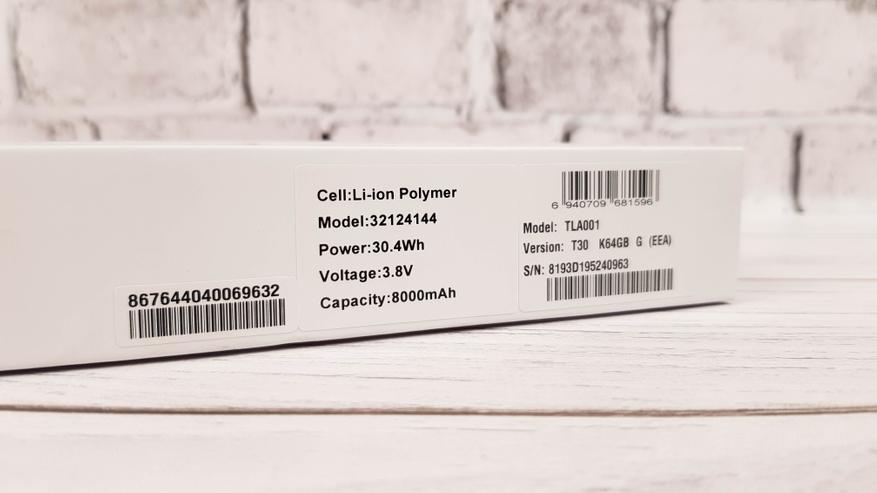 867644040069632
Cell:Li-ion Polymer
Model:32124144
Power:30.4Wh
Voltage:3.8V
Capacity:8000mAh
6 940709 681596
Model: TLA001
Version: T30 K64GB G (EEA)
S/N: 8193D195240963